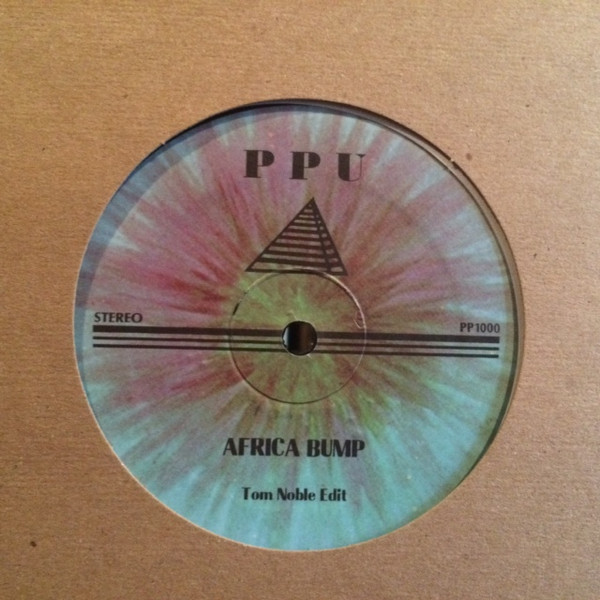 PPU
STEREO
PP1000
AFRICA BUMP
Tom Noble Edit